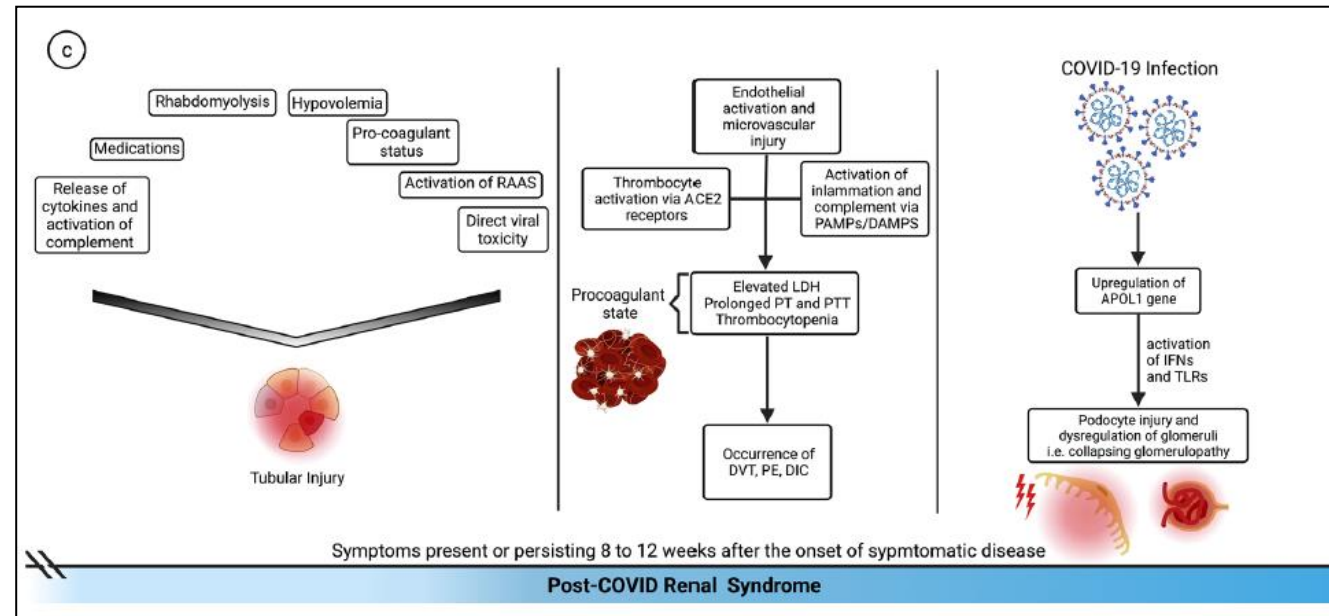 c
Rhabdomyolysis
Hypovolemia
Medications
Pro-coagulant
status
Release of
cytokines and
activation of
complement
Activation of RAAS
Direct viral
toxicity
Tubular Injury
Endothelial
activation and
microvascular
injury
Thrombocyte
activation via ACE2
receptors
Activation of
inlammation and
complement via
PAMPs/DAMPS
Procoagulant
state
Elevated LDH
Prolonged PT and PTT
Thrombocytopenia
Occurrence of
DVT, PE, DIC
COVID-19 Infection
Upregulation of
APOL1 gene
activation
of IFNs
and TLRs
Podocyte injury and
dysregulation of glomeruli
i.e. collapsing glomerulopathy
Symptoms present or persisting 8 to 12 weeks after the onset of sypmtomatic disease
Post-COVID Renal Syndrome